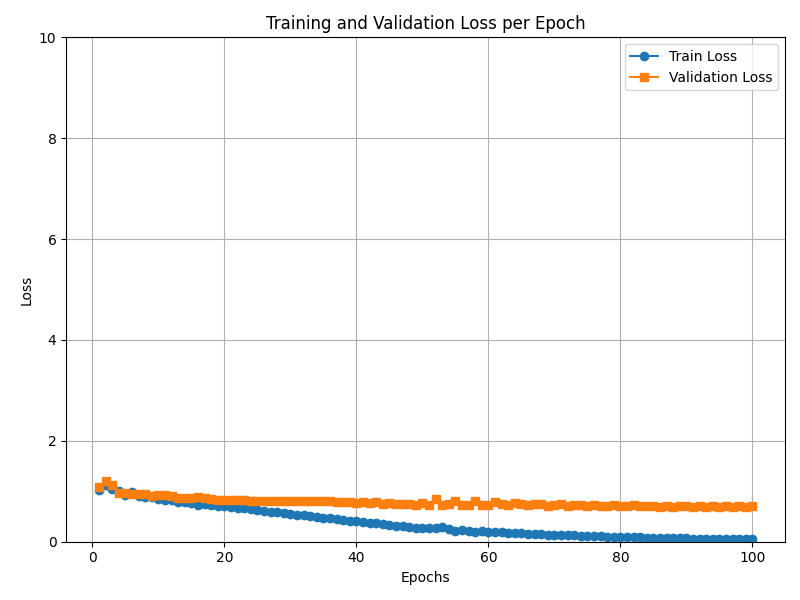 Training and Validation Loss per Epoch
Train Loss
Validation Loss
Loss
10
8
6
4
2
0
0 20 40 60 80 100
Epochs